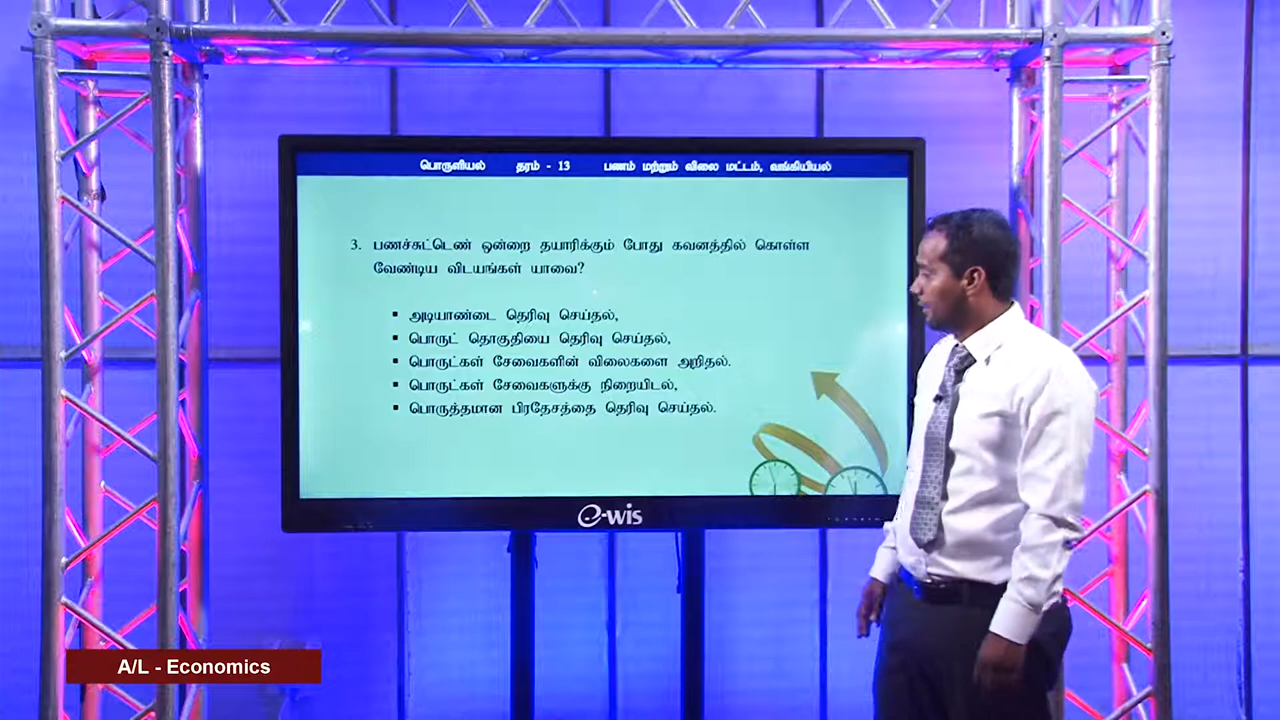 பொருளியல் தரம் - 13 பணம் மற்றும் விலை மட்டம், வங்கியியல்
3. பணச்சுட்டெண் ஒன்றை தயாரிக்கும் போது கவனத்தில் கொள்ள
வேண்டிய விடயங்கள் யாவை?
▪ அடியாண்டை தெரிவு செய்தல்,
▪ பொருட் தொகுதியை தெரிவு செய்தல்,
▪ பொருட்கள் சேவைகளின் விலைகளை அறிதல்.
▪ பொருட்கள் சேவைகளுக்கு நிறையிடல்,
▪ பொருத்தமான பிரதேசத்தை தெரிவு செய்தல்.
e-wis
A/L - Economics